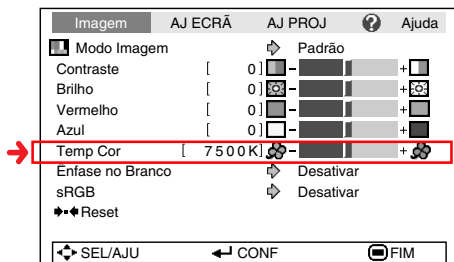 Imagem AJ ECRÃ AJ PROJ ? Ajuda
Modo Imagem Padrão
Contraste [ 0] - +
Brilho [ 0] - +
Vermelho [ 0] - +
Azul [ 0] - +
Temp Cor [ 7500K] - +
Ênfase no Branco Desativar
sRGB Desativar
Reset
SEL/AJU CONF FIM